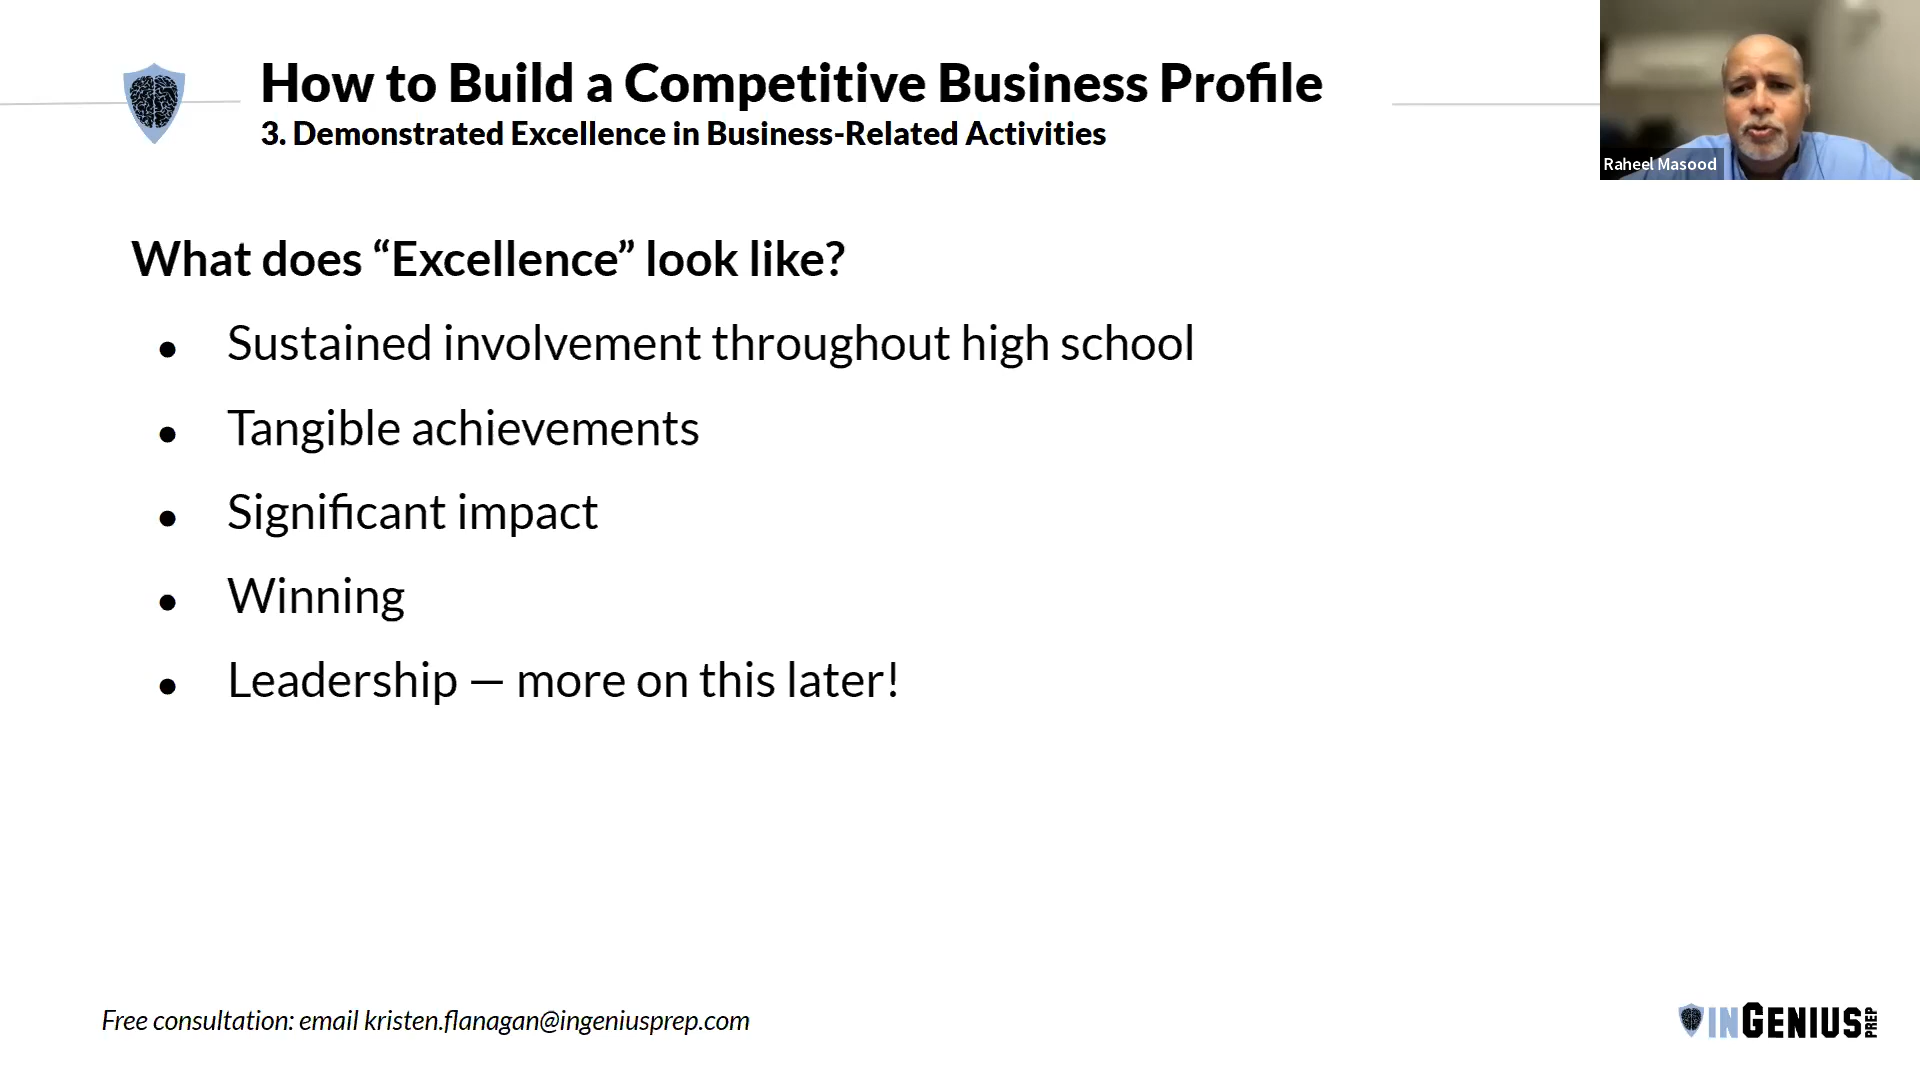 How to Build a Competitive Business Profile
3. Demonstrated Excellence in Business-Related Activities
Raheel Masood
What does “Excellence” look like?
● Sustained involvement throughout high school
● Tangible achievements
● Significant impact
● Winning
● Leadership — more on this later!
Free consultation: email kristen.flanagan@ingeniusprep.com
INGENIUS PREP